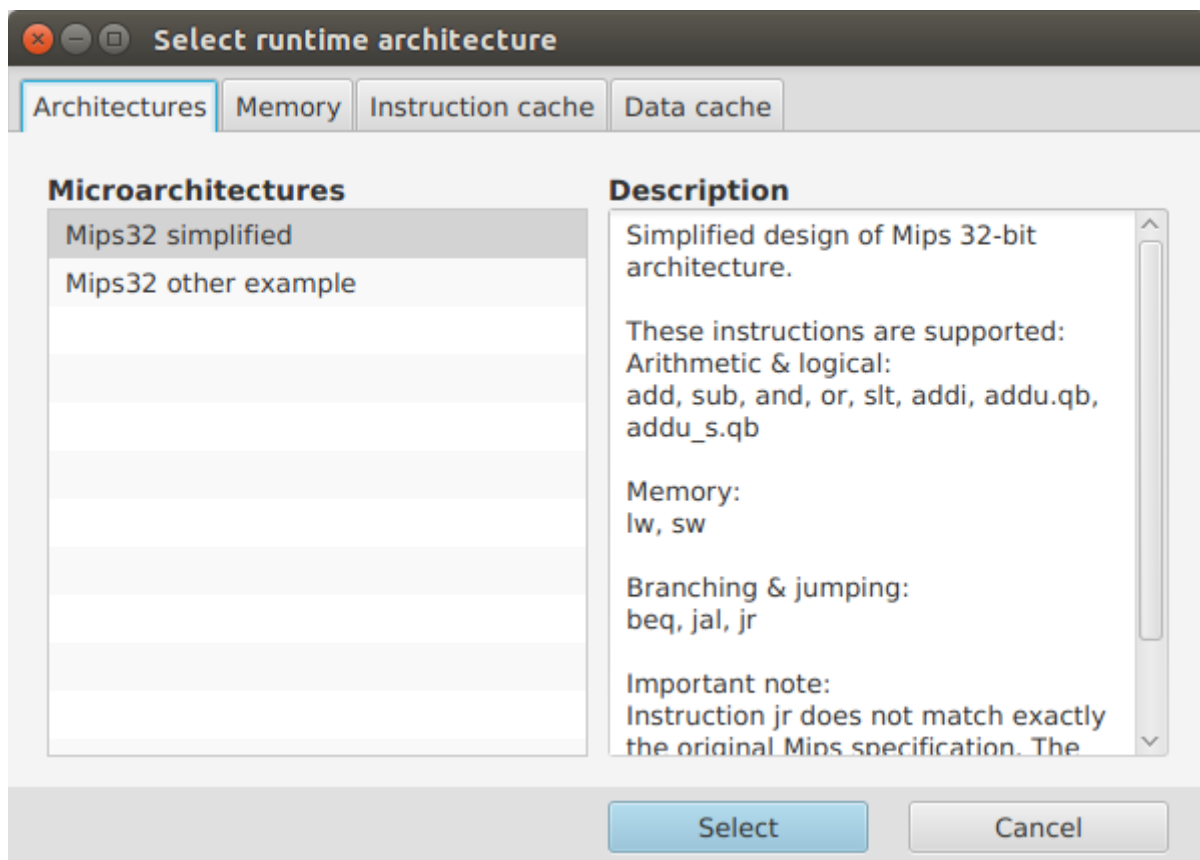 Select runtime architecture
Architectures Memory Instruction cache Data cache
Microarchitectures
Mips32 simplified
Mips32 other example
Description
Simplified design of Mips 32-bit
architecture.
These instructions are supported:
Arithmetic & logical:
add, sub, and, or, slt, addi, addu.qb,
addu_s.qb
Memory:
lw, sw
Branching & jumping:
beq, jal, jr
Important note:
Instruction jr does not match exactly
the original Mips specification. The
Select Cancel